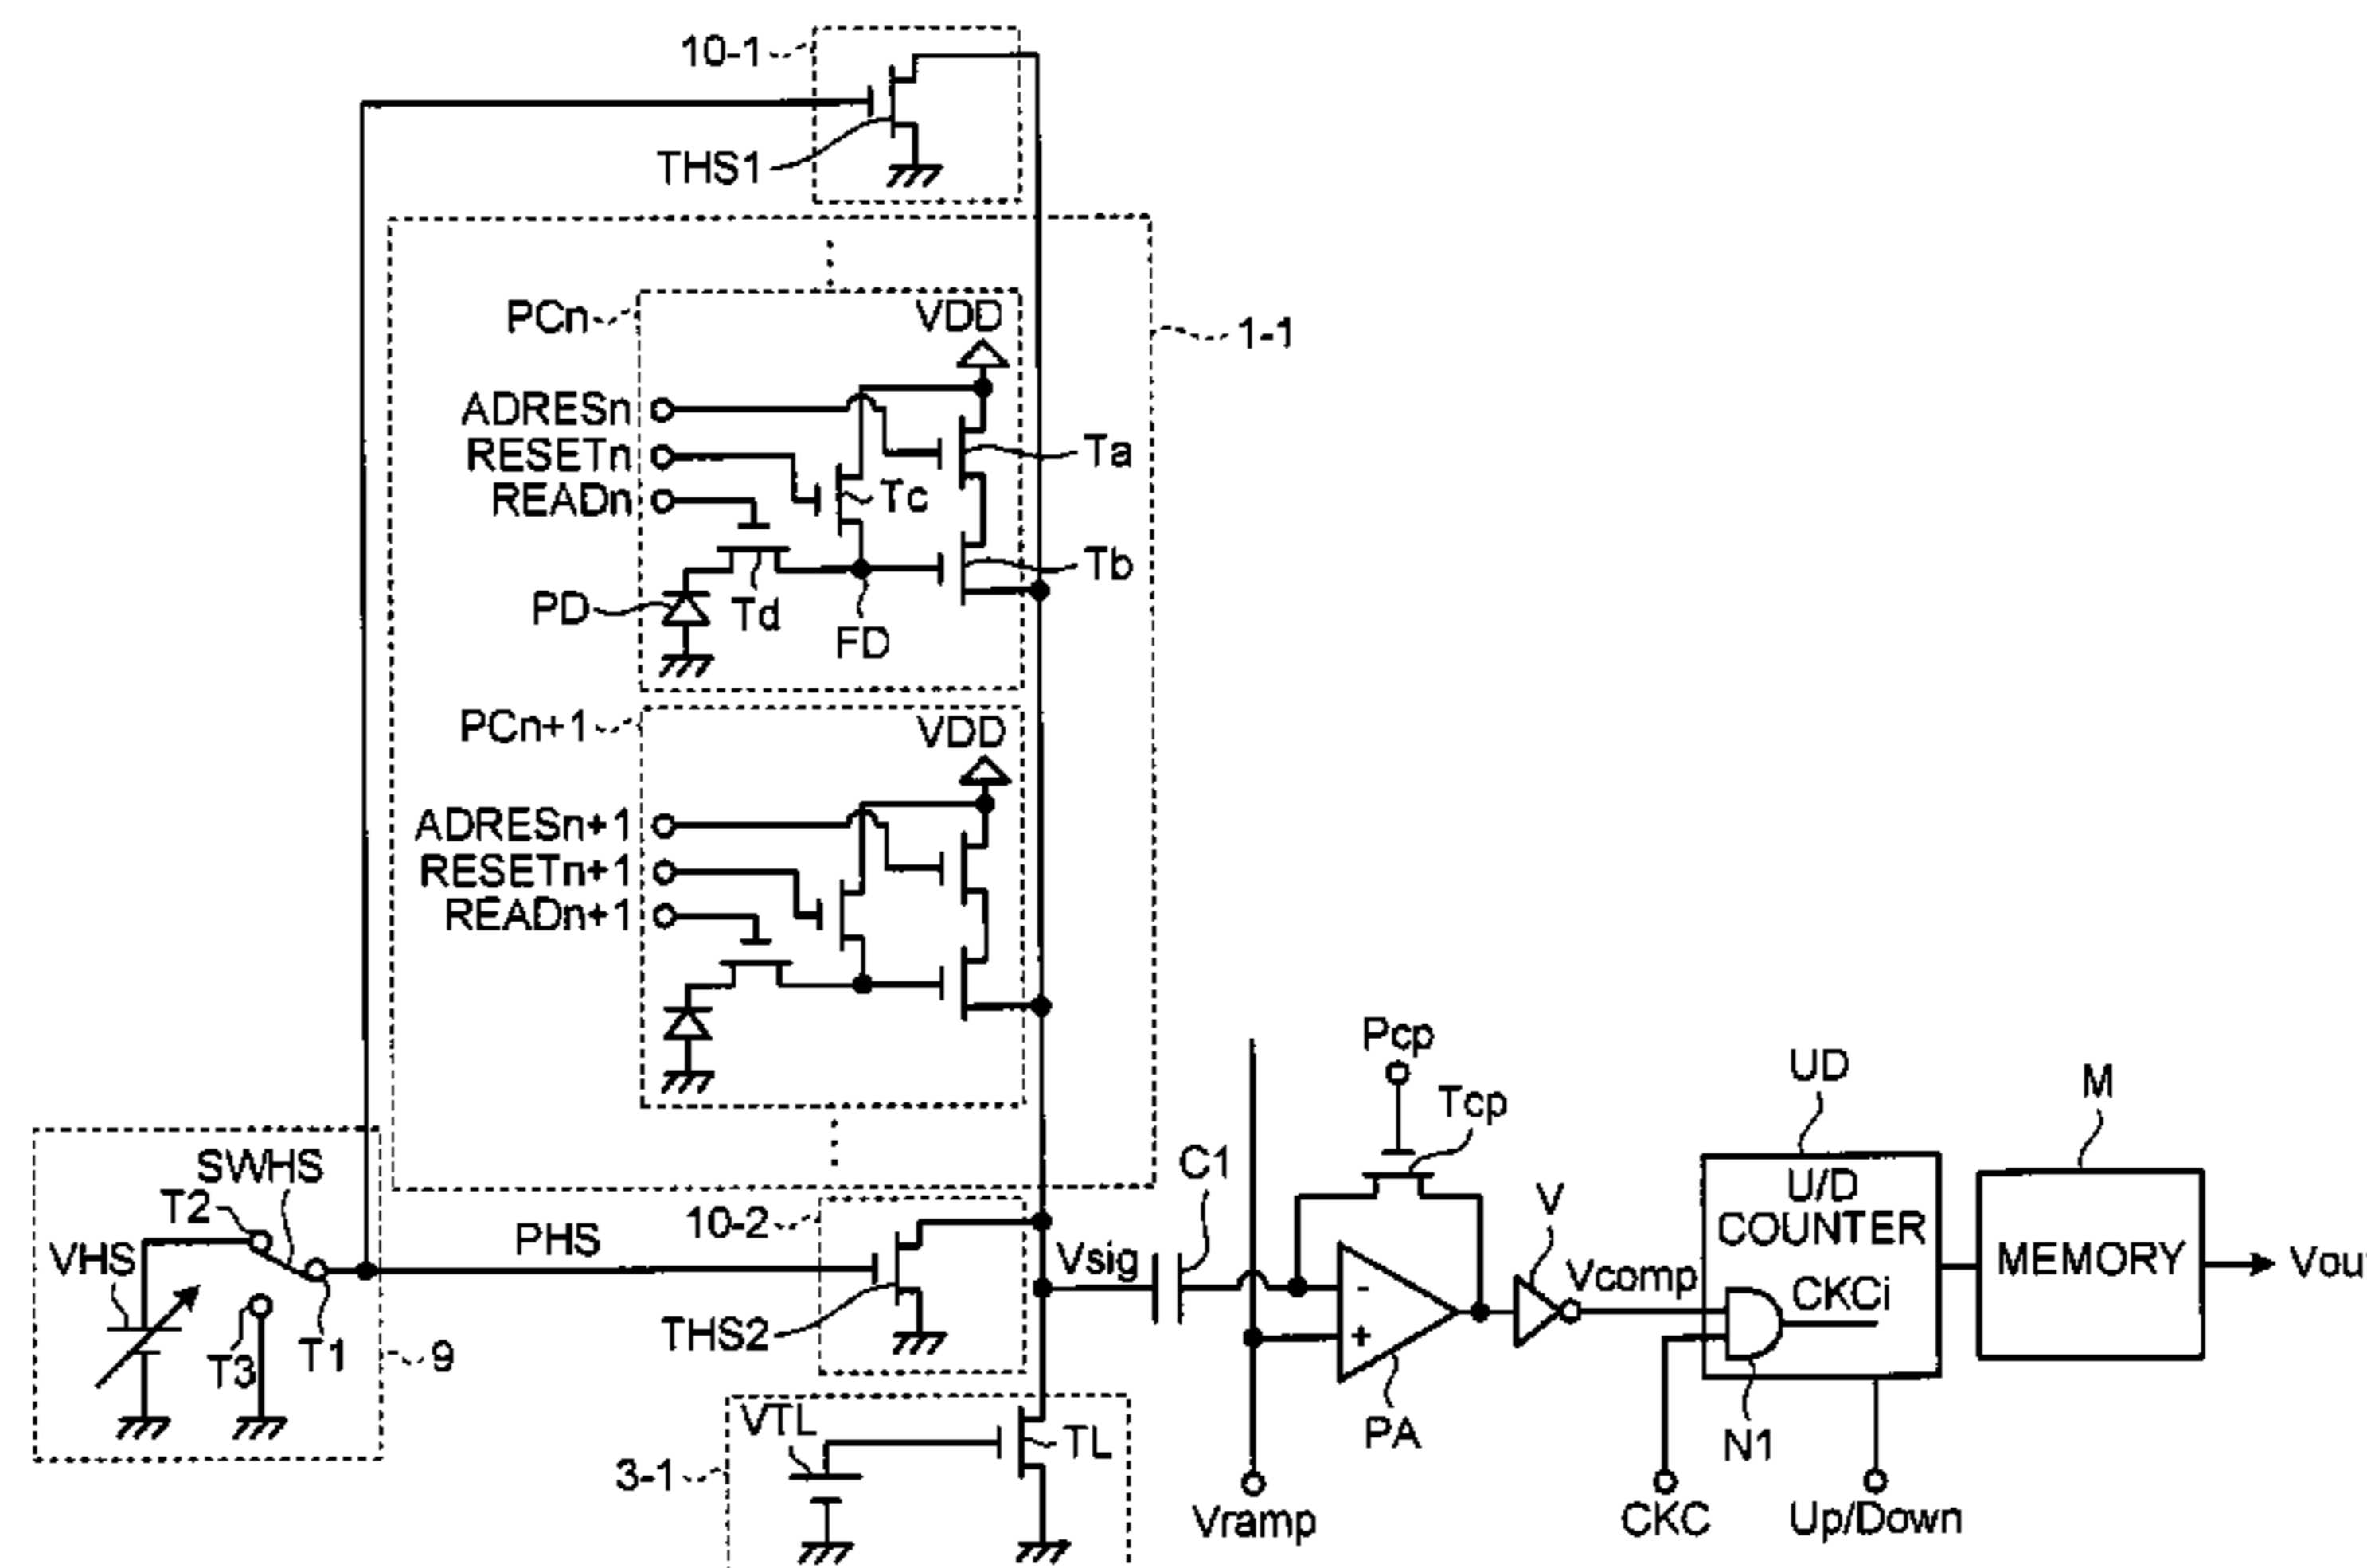 10-1
THS1
PCn
VDD
1-1
ADRESn
RESETn
READn
Ta
Tc
Tb
PD
Td
FD
PCn+1
VDD
ADRESn+1
RESETn+1
READn+1
Pcp
Tcp
UD
M
SWHS
T2
VHS
T3
T1
9
PHS
10-2
THS2
Vsig
C1
V
Vcomp
U/D
COUNTER
CKCi
MEMORY
Vou
-
+
PA
N1
VTL
TL
3-1
Vramp
CKC
Up/Down